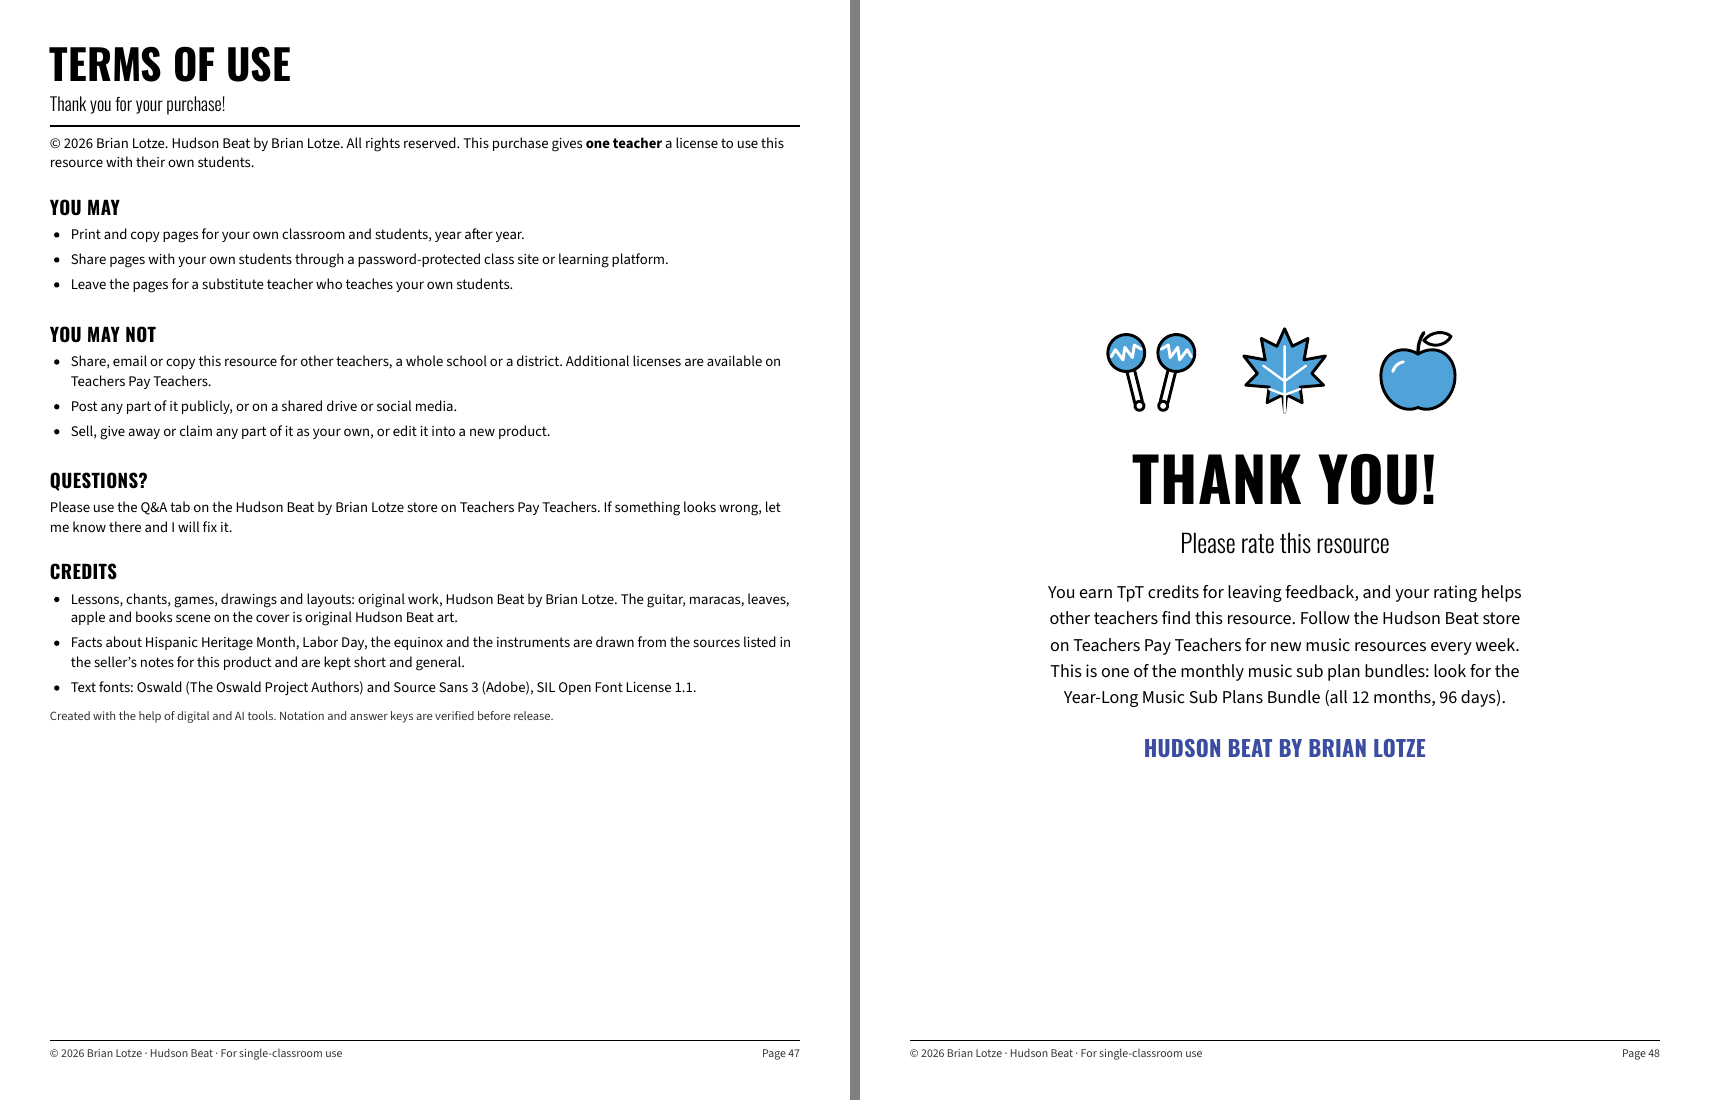 TERMS OF USE
Thank you for your purchase!
© 2026 Brian Lotze. Hudson Beat by Brian Lotze. All rights reserved. This purchase gives one teacher a license to use this
resource with their own students.
YOU MAY
• Print and copy pages for your own classroom and students, year after year.
• Share pages with your own students through a password-protected class site or learning platform.
• Leave the pages for a substitute teacher who teaches your own students.
YOU MAY NOT
• Share, email or copy this resource for other teachers, a whole school or a district. Additional licenses are available on
Teachers Pay Teachers.
• Post any part of it publicly, or on a shared drive or social media.
• Sell, give away or claim any part of it as your own, or edit it into a new product.
QUESTIONS?
Please use the Q&A tab on the Hudson Beat by Brian Lotze store on Teachers Pay Teachers. If something looks wrong, let
me know there and I will fix it.
CREDITS
• Lessons, chants, games, drawings and layouts: original work, Hudson Beat by Brian Lotze. The guitar, maracas, leaves,
apple and books scene on the cover is original Hudson Beat art.
• Facts about Hispanic Heritage Month, Labor Day, the equinox and the instruments are drawn from the sources listed in
the seller’s notes for this product and are kept short and general.
• Text fonts: Oswald (The Oswald Project Authors) and Source Sans 3 (Adobe), SIL Open Font License 1.1.
Created with the help of digital and AI tools. Notation and answer keys are verified before release.
© 2026 Brian Lotze · Hudson Beat · For single-classroom use
Page 47
THANK YOU!
Please rate this resource
You earn TpT credits for leaving feedback, and your rating helps
other teachers find this resource. Follow the Hudson Beat store
on Teachers Pay Teachers for new music resources every week.
This is one of the monthly music sub plan bundles: look for the
Year-Long Music Sub Plans Bundle (all 12 months, 96 days).
HUDSON BEAT BY BRIAN LOTZE
© 2026 Brian Lotze · Hudson Beat · For single-classroom use
Page 48